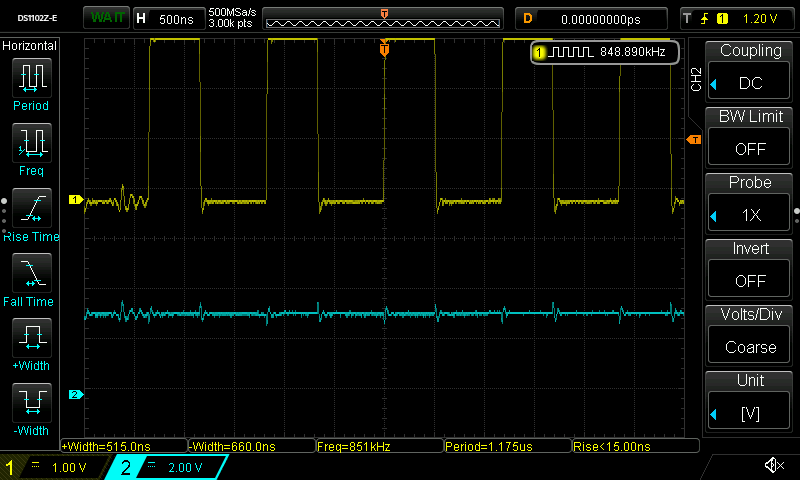 DS1102Z-E WAIT H 500ns 500MSa/s 3.00k pts T D 0.00000000ps T 1 1.20 V
Horizontal
Period
Freq
Rise Time
Fall Time
+Width
-Width
T
1 848.890kHz
1
T
2
CH2
Coupling
DC
BW Limit
OFF
Probe
1X
Invert
OFF
Volts/Div
Coarse
Unit
[V]
+Width=515.0ns -Width=660.0ns Freq=851kHz Period=1.175us Rise<15.00ns
1 1.00 V 2 2.00 V